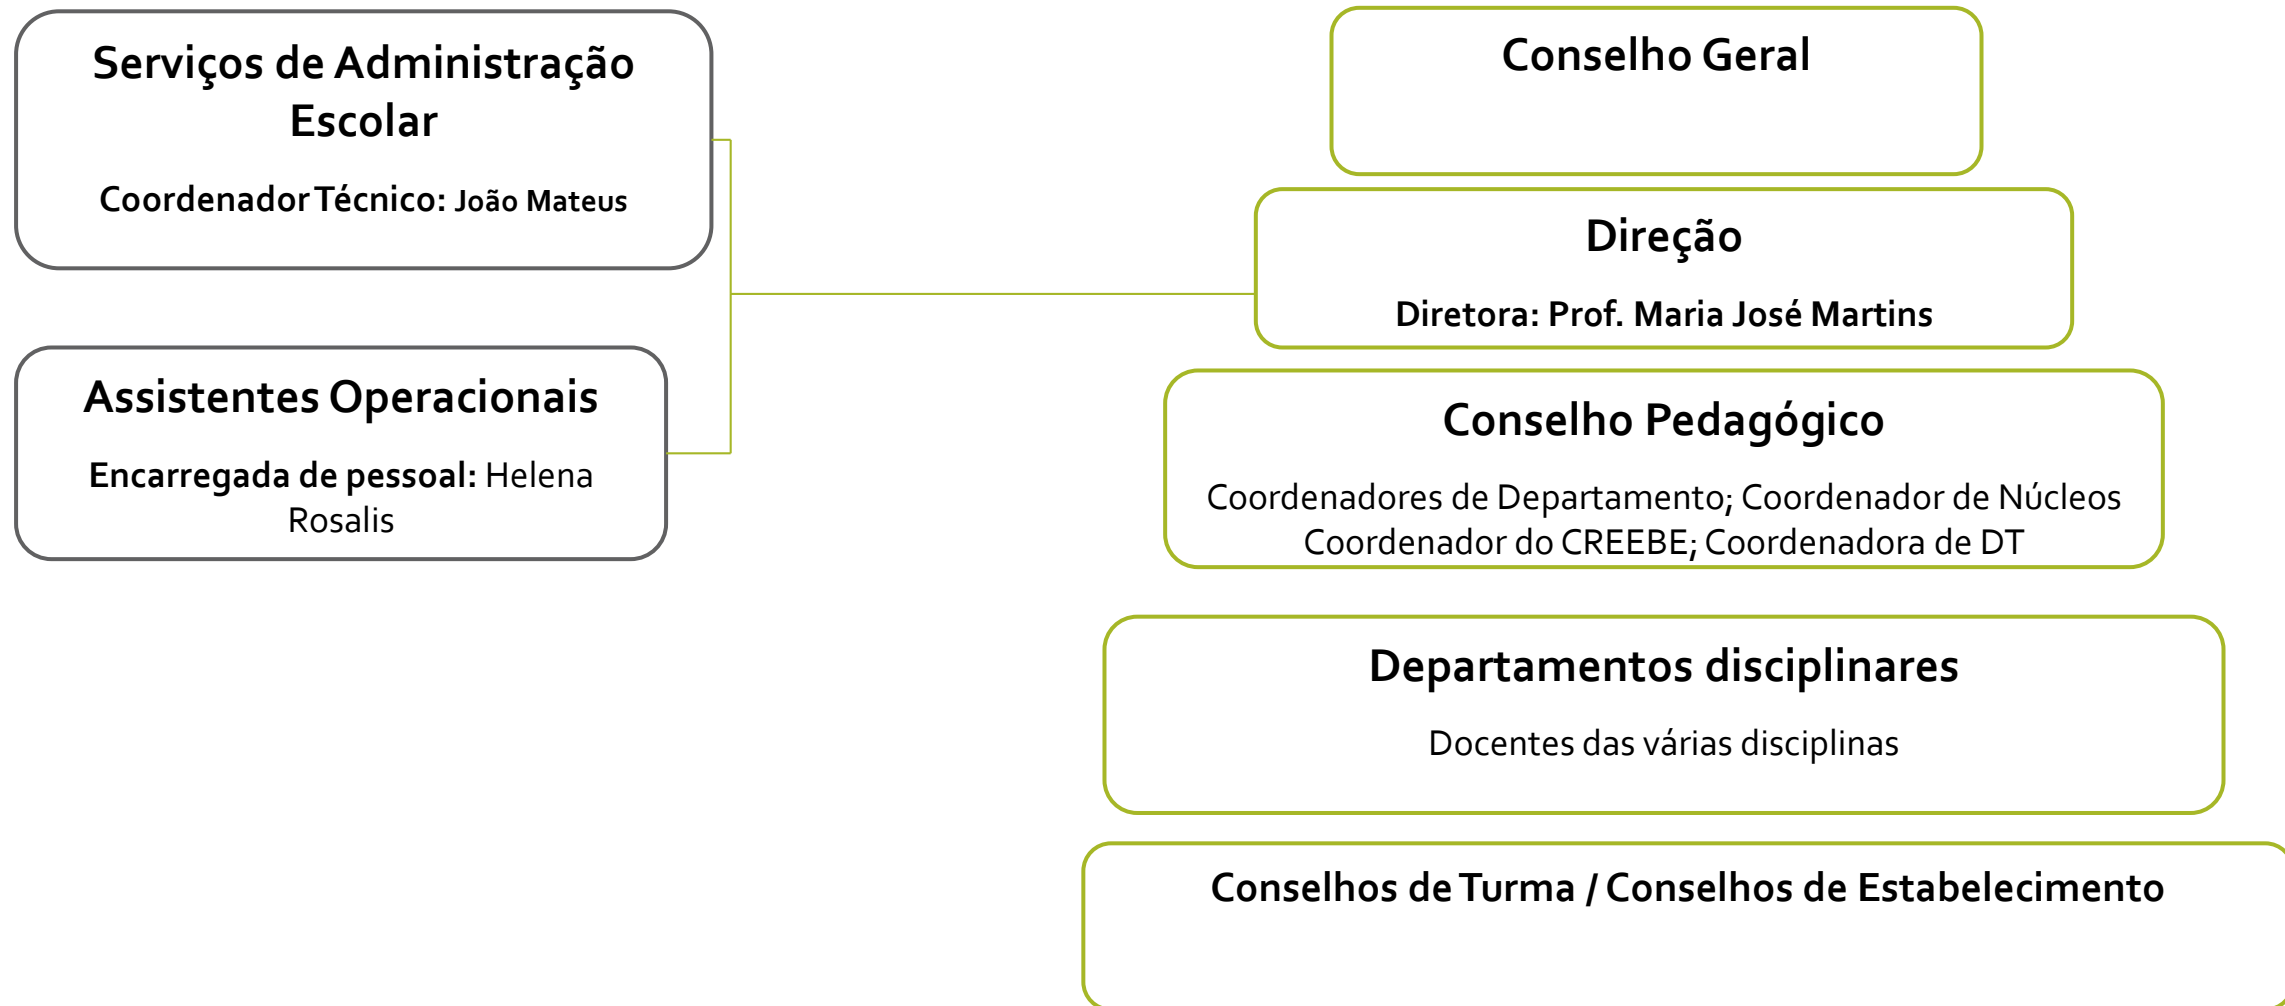 Serviços de Administração
Escolar
Coordenador Técnico: João Mateus
Assistentes Operacionais
Encarregada de pessoal: Helena
Rosalis
Conselho Geral
Direção
Diretora: Prof. Maria José Martins
Conselho Pedagógico
Coordenadores de Departamento; Coordenador de Núcleos
Coordenador do CREEBE; Coordenadora de DT
Departamentos disciplinares
Docentes das várias disciplinas
Conselhos de Turma / Conselhos de Estabelecimento